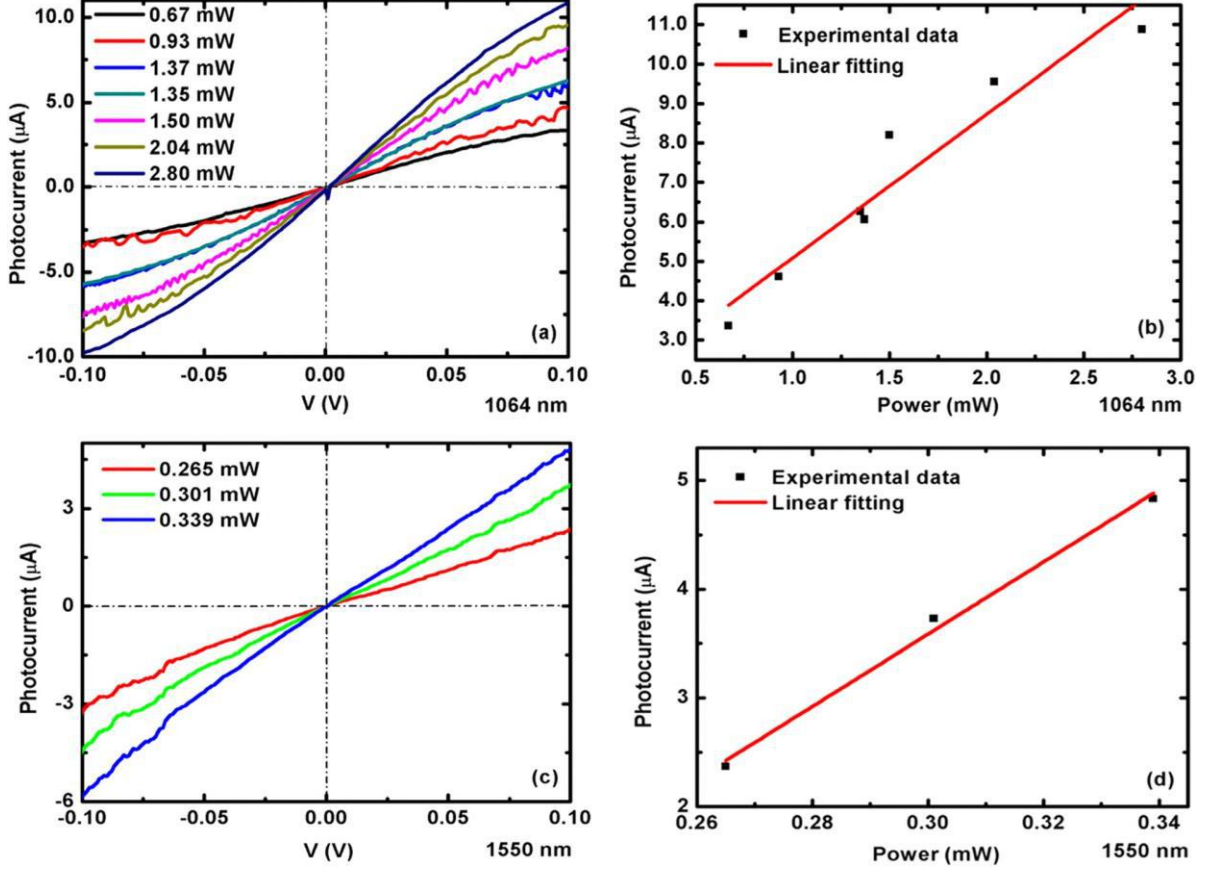 0.67 mW
0.93 mW
1.37 mW
1.35 mW
1.50 mW
2.04 mW
2.80 mW
10.0
5.0
0.0
-5.0
-10.0
Photocurrent (μA)
(a)
-0.10 -0.05 0.00 0.05 0.10
V (V) 1064 nm
Experimental data
Linear fitting
11.0
10.0
9.0
8.0
7.0
6.0
5.0
4.0
3.0
Photocurrent (μA)
(b)
0.5 1.0 1.5 2.0 2.5 3.0
Power (mW) 1064 nm
0.265 mW
0.301 mW
0.339 mW
3
0
-3
-6
Photocurrent (μA)
(c)
-0.10 -0.05 0.00 0.05 0.10
V (V) 1550 nm
Experimental data
Linear fitting
5
4
3
2
Photocurrent (μA)
(d)
0.26 0.28 0.30 0.32 0.34
Power (mW) 1550 nm